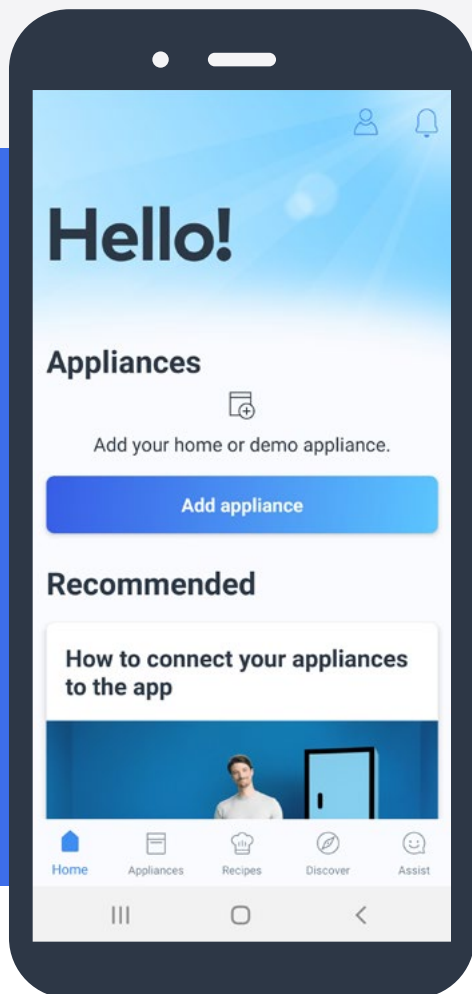 Hello!
Appliances
Add your home or demo appliance.
Add appliance
Recommended
How to connect your appliances
to the app
Home Appliances Recipes Discover Assist